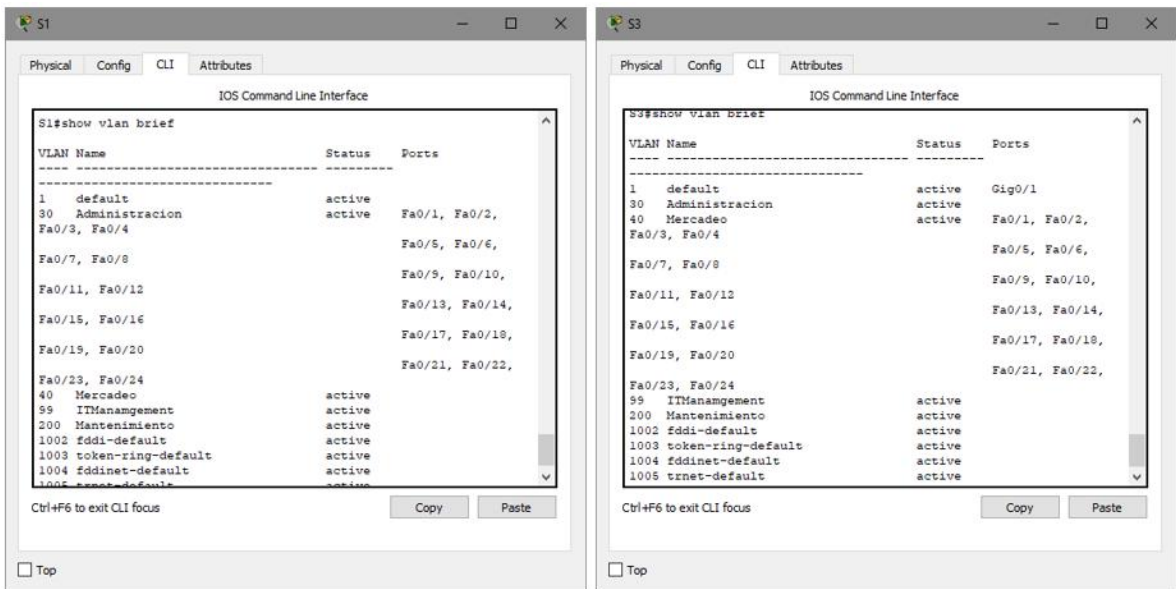 S1
Physical Config CLI Attributes
IOS Command Line Interface
S1#show vlan brief
VLAN Name Status Ports
---- -------------------------------- ---------
-------------------------------
1 default active
30 Administracion active Fa0/1, Fa0/2,
Fa0/3, Fa0/4
Fa0/5, Fa0/6,
Fa0/7, Fa0/8
Fa0/9, Fa0/10,
Fa0/11, Fa0/12
Fa0/13, Fa0/14,
Fa0/15, Fa0/16
Fa0/17, Fa0/18,
Fa0/19, Fa0/20
Fa0/21, Fa0/22,
Fa0/23, Fa0/24
40 Mercadeo active
99 ITManamgement active
200 Mantenimiento active
1002 fddi-default active
1003 token-ring-default active
1004 fddinet-default active
1005 trnet-default active
Ctrl+F6 to exit CLI focus Copy Paste
Top
S3
Physical Config CLI Attributes
IOS Command Line Interface
S3#show vlan brief
VLAN Name Status Ports
---- -------------------------------- ---------
-------------------------------
1 default active Gig0/1
30 Administracion active
40 Mercadeo active Fa0/1, Fa0/2,
Fa0/3, Fa0/4
Fa0/5, Fa0/6,
Fa0/7, Fa0/8
Fa0/9, Fa0/10,
Fa0/11, Fa0/12
Fa0/13, Fa0/14,
Fa0/15, Fa0/16
Fa0/17, Fa0/18,
Fa0/19, Fa0/20
Fa0/21, Fa0/22,
Fa0/23, Fa0/24
99 ITManamgement active
200 Mantenimiento active
1002 fddi-default active
1003 token-ring-default active
1004 fddinet-default active
1005 trnet-default active
Ctrl+F6 to exit CLI focus Copy Paste
Top